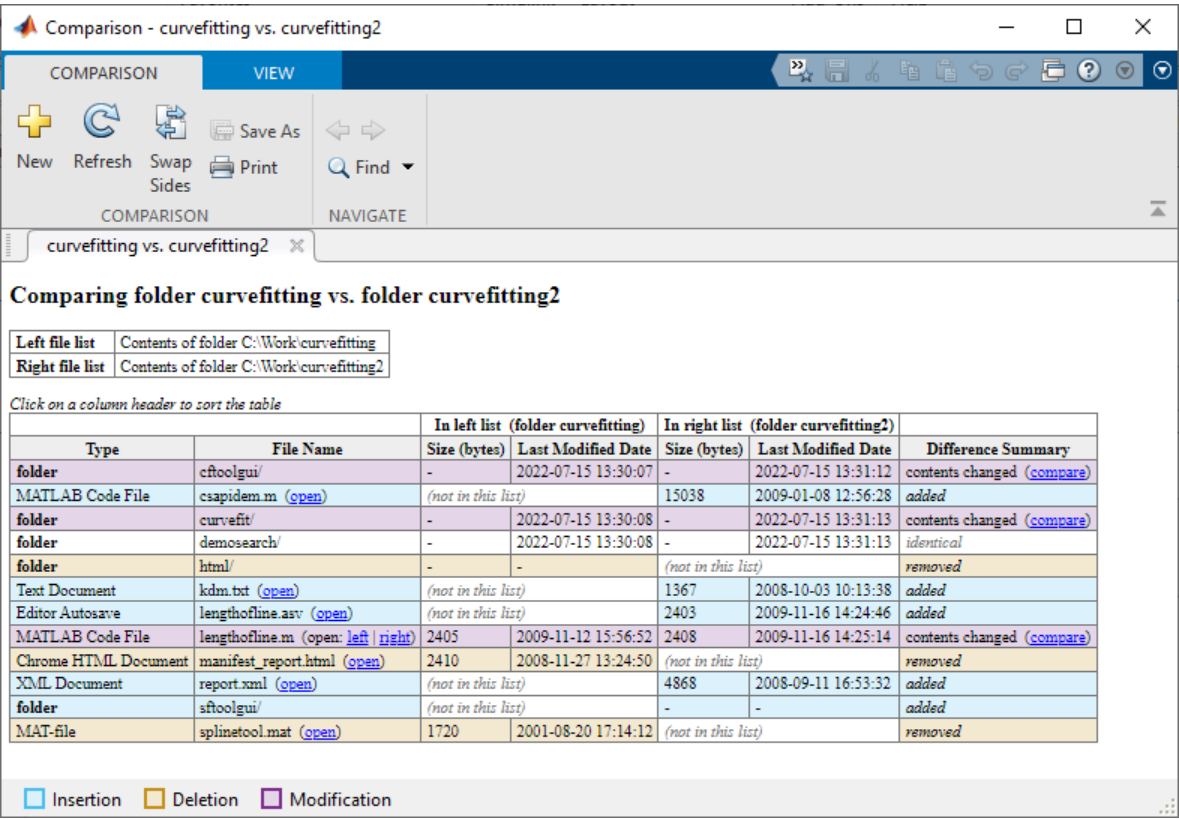 Comparison - curvefitting vs. curvefitting2
COMPARISON VIEW
New Refresh Swap Sides Save As Print Find
COMPARISON NAVIGATE
curvefitting vs. curvefitting2
Comparing folder curvefitting vs. folder curvefitting2
Left file list Contents of folder C:\Work\curvefitting
Right file list Contents of folder C:\Work\curvefitting2
Click on a column header to sort the table
In left list (folder curvefitting) In right list (folder curvefitting2)
Type File Name Size (bytes) Last Modified Date Size (bytes) Last Modified Date Difference Summary
folder cftoolgui/ - 2022-07-15 13:30:07 - 2022-07-15 13:31:12 contents changed (compare)
MATLAB Code File csapidem.m (open) (not in this list) 15038 2009-01-08 12:56:28 added
folder curvefit/ - 2022-07-15 13:30:08 - 2022-07-15 13:31:13 contents changed (compare)
folder demosearch/ - 2022-07-15 13:30:08 - 2022-07-15 13:31:13 identical
folder html/ - - (not in this list) removed
Text Document kdm.txt (open) (not in this list) 1367 2008-10-03 10:13:38 added
Editor Autosave lengthofline.asv (open) (not in this list) 2403 2009-11-16 14:24:46 added
MATLAB Code File lengthofline.m (open: left | right) 2405 2009-11-12 15:56:52 2408 2009-11-16 14:25:14 contents changed (compare)
Chrome HTML Document manifest_report.html (open) 2410 2008-11-27 13:24:50 (not in this list) removed
XML Document report.xml (open) (not in this list) 4868 2008-09-11 16:53:32 added
folder sftoolgui/ (not in this list) - - added
MAT-file splinetool.mat (open) 1720 2001-08-20 17:14:12 (not in this list) removed
Insertion Deletion Modification